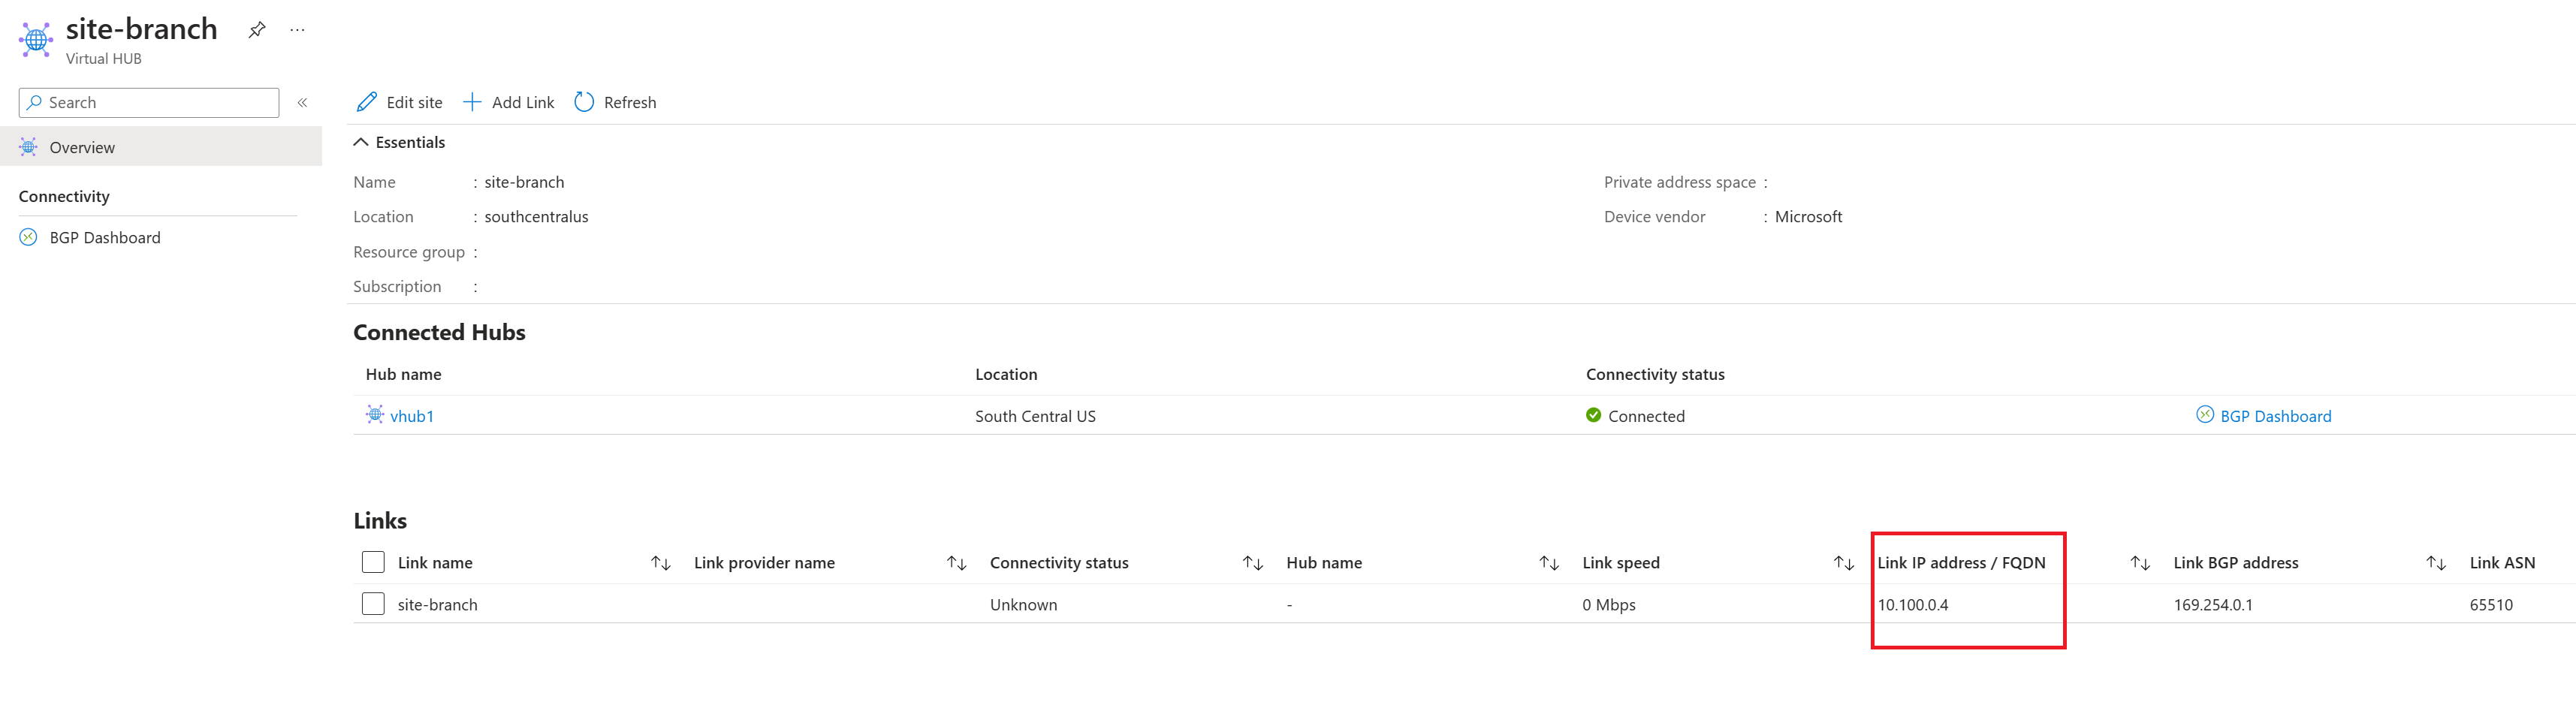 site-branch
Virtual HUB
Search
Overview
Connectivity
BGP Dashboard
Edit site
Add Link
Refresh
Essentials
Name : site-branch
Location : southcentralus
Resource group :
Subscription :
Private address space :
Device vendor : Microsoft
Connected Hubs
Hub name Location Connectivity status
vhub1 South Central US Connected BGP Dashboard
Links
Link name Link provider name Connectivity status Hub name Link speed Link IP address / FQDN Link BGP address Link ASN
site-branch Unknown - 0 Mbps 10.100.0.4 169.254.0.1 65510